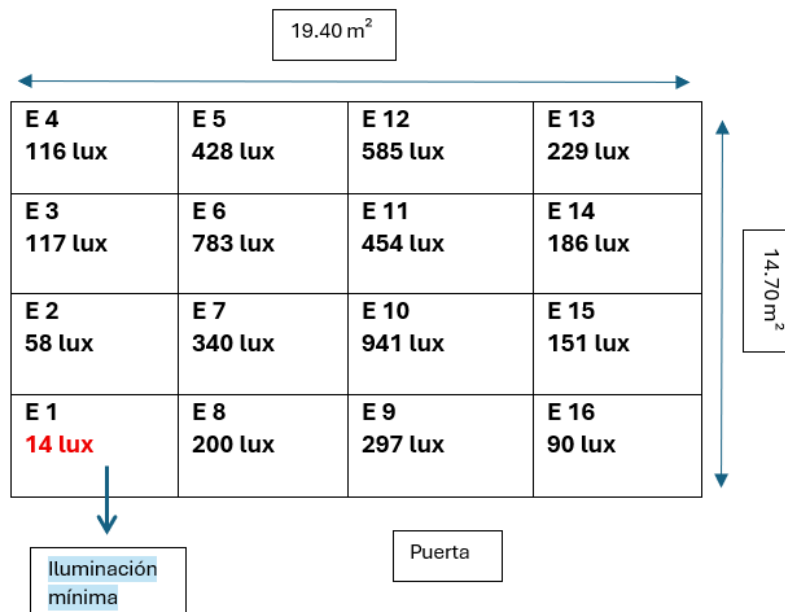 19.40 m²
E 4
116 lux
E 5
428 lux
E 12
585 lux
E 13
229 lux
E 3
117 lux
E 6
783 lux
E 11
454 lux
E 14
186 lux
14.70 m²
E 2
58 lux
E 7
340 lux
E 10
941 lux
E 15
151 lux
E 1
14 lux
E 8
200 lux
E 9
297 lux
E 16
90 lux
Puerta
Iluminación
mínima